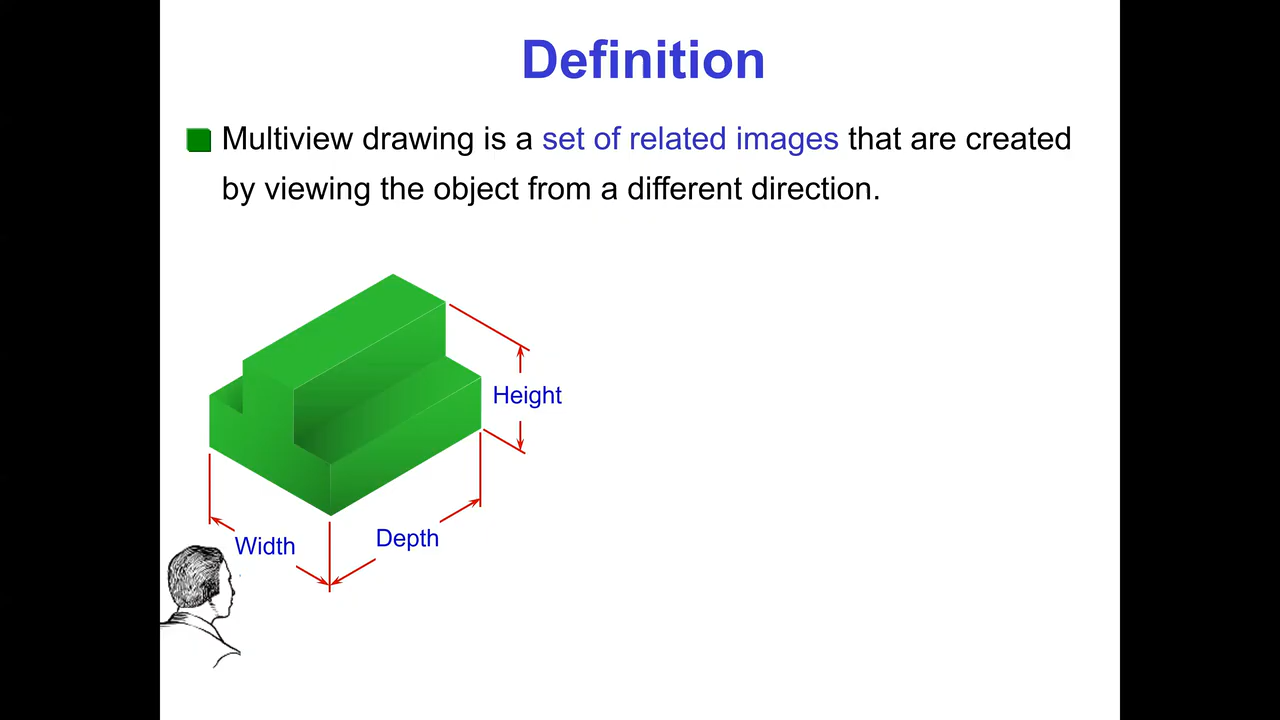 Definition
Multiview drawing is a set of related images that are created
by viewing the object from a different direction.
Height
Depth
Width